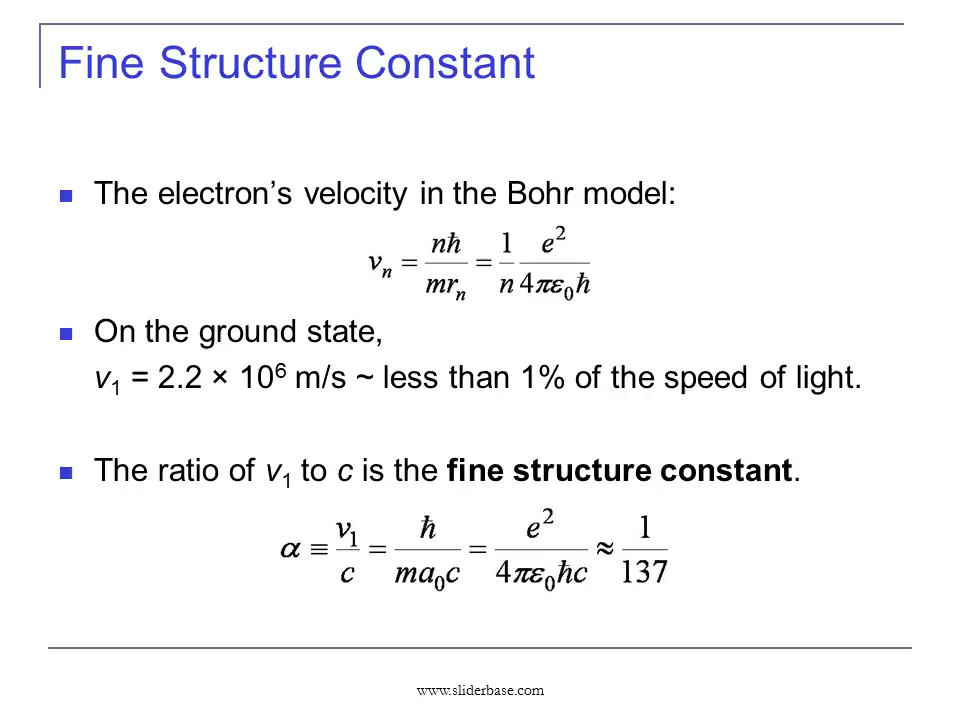 Fine Structure Constant
The electron’s velocity in the Bohr model:
vₙ = nħ/mrₙ = 1/n e²/4πε₀ħ
On the ground state,
v₁ = 2.2 × 10⁶ m/s ~ less than 1% of the speed of light.
The ratio of v₁ to c is the fine structure constant.
α ≡ v₁/c = ħ/ma₀c = e²/4πε₀ħc ≈ 1/137
www.sliderbase.com